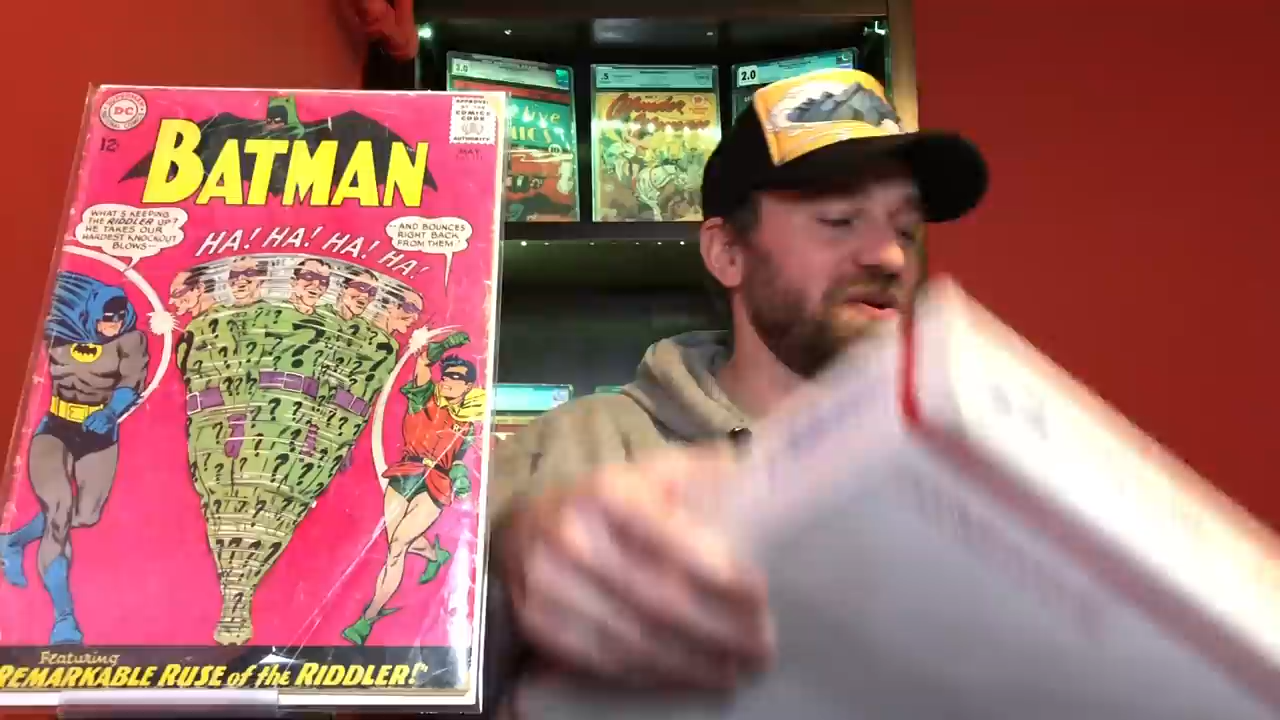 DC
APPROVED
BY THE
COMICS
CODE
AUTHORITY
12¢
MAY
BATMAN
WHAT'S KEEPING
THE RIDDLER UP?
HE TAKES OUR
HARDEST KNOCKOUT
BLOWS--
--AND BOUNCES
RIGHT BACK
FROM THEM!
HA! HA! HA! HA!
Featuring
REMARKABLE RUSE of the RIDDLER!"
3.0
.5
2.0
Wonder